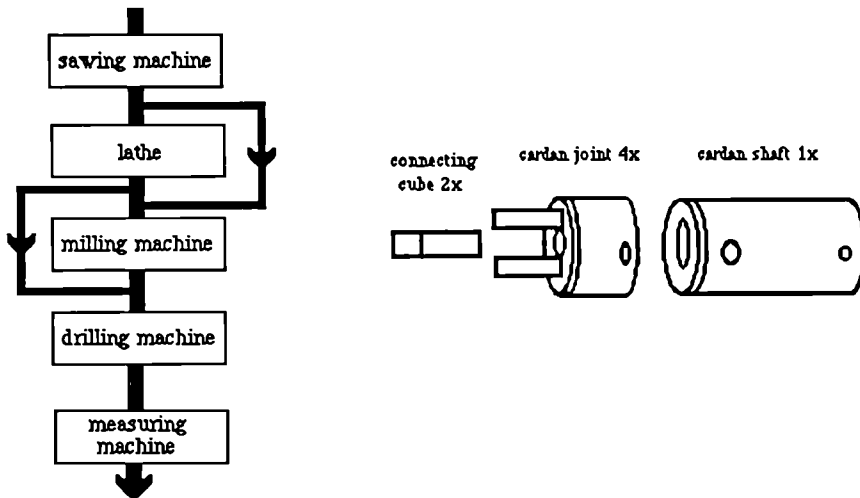 sawing machine
lathe
milling machine
drilling machine
measuring
machine
connecting
cube 2x
cardan joint 4x
cardan shaft 1x